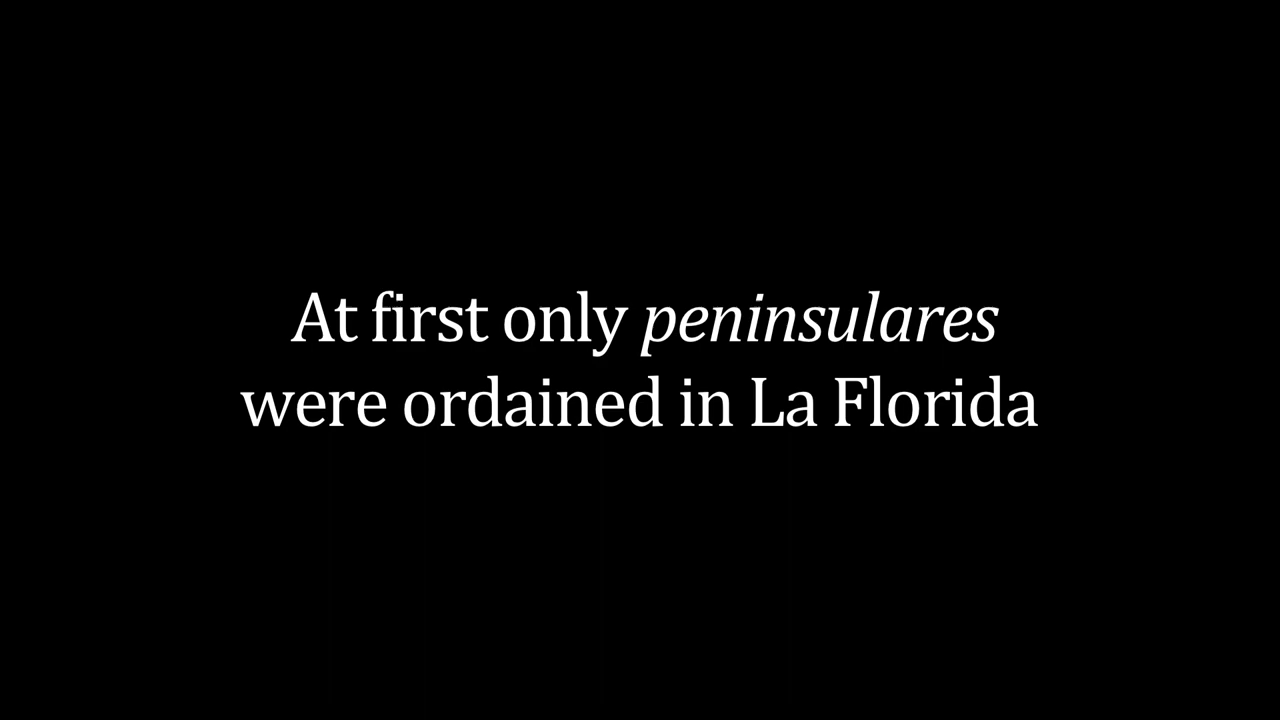 At first only peninsulares
were ordained in La Florida